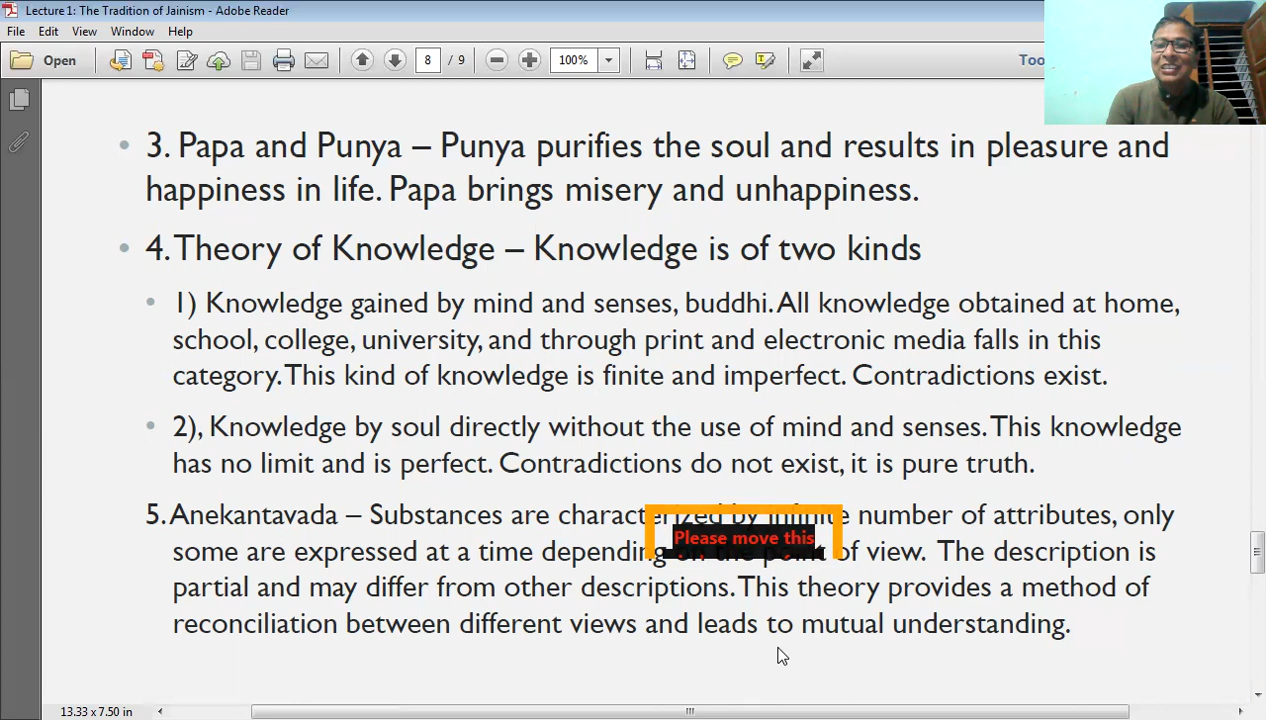 Lecture 1: The Tradition of Jainism - Adobe Reader
File Edit View Window Help
Open 8 / 9 100% Too
3. Papa and Punya – Punya purifies the soul and results in pleasure and
happiness in life. Papa brings misery and unhappiness.
4. Theory of Knowledge – Knowledge is of two kinds
1) Knowledge gained by mind and senses, buddhi. All knowledge obtained at home,
school, college, university, and through print and electronic media falls in this
category. This kind of knowledge is finite and imperfect. Contradictions exist.
2), Knowledge by soul directly without the use of mind and senses. This knowledge
has no limit and is perfect. Contradictions do not exist, it is pure truth.
5. Anekantavada – Substances are characterized by infinite number of attributes, only
Please move this
some are expressed at a time depending on the point of view. The description is
partial and may differ from other descriptions. This theory provides a method of
reconciliation between different views and leads to mutual understanding.
13.33 x 7.50 in